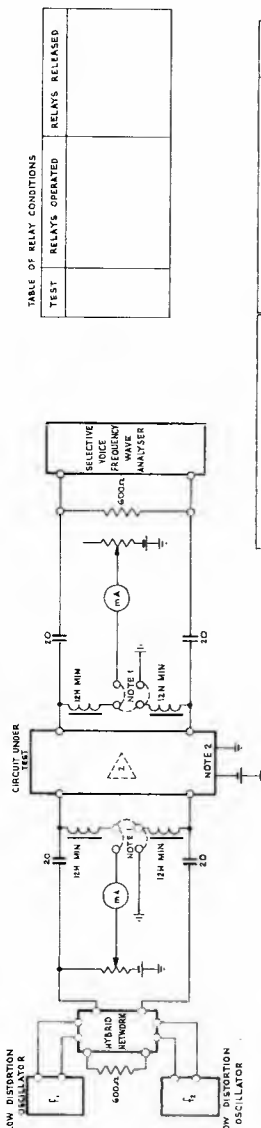 TABLE OF RELAY CONDITIONS
TEST
RELAYS OPERATED
RELAYS RELEASED
OW DISTORTION
OSCILLATOR
f1
HYBRID
NETWORK
600Ω
f2
OW DISTORTION
OSCILLATOR
20
12H MIN
NOTE 1
12H MIN
20
mA
CIRCUIT UNDER
TEST
NOTE 2
20
12H MIN
NOTE 1
12H MIN
20
mA
600Ω
SELECTIVE
VOICE
FREQUENCY
WAVE
ANALYSER